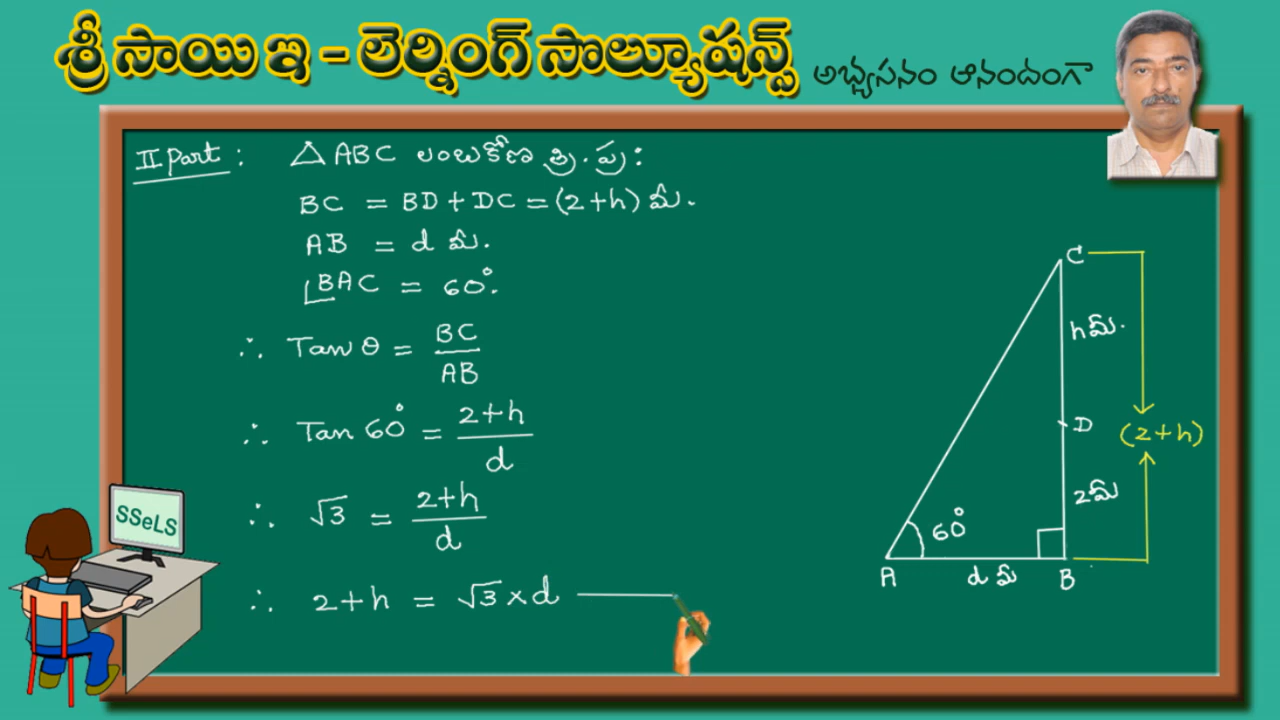 శ్రీ సాయి ఇ - లెర్నింగ్ సొల్యూషన్స్
అభ్యసనం ఆనందంగా
II Part : △ABC లంబకోణ త్రి.ప్ర:
BC = BD + DC = (2+h) మీ.
AB = d మీ.
∠BAC = 60°.
∴ Tan θ = BC / AB
∴ Tan 60° = 2+h / d
∴ √3 = 2+h / d
∴ 2+h = √3 × d
C
h మీ.
D
(2+h)
2 మీ
60°
A
d మీ
B
SSeLS